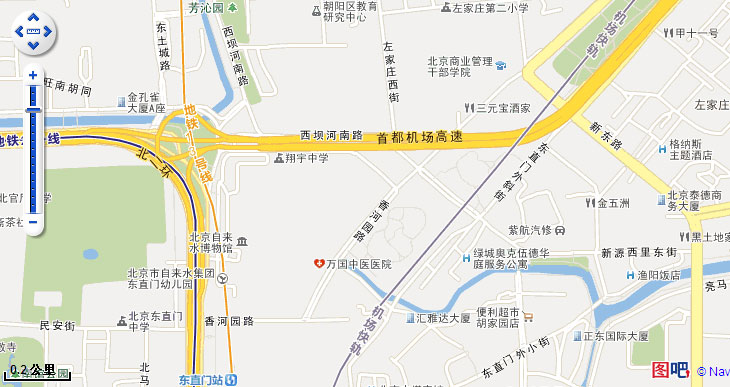 芳沁园
朝阳区教育
研究中心
左家庄第二小学
机场快轨
甲十一号
东土城路
西坝河南路
左家庄西街
北京商业管理
干部学院
旺南胡同
金孔雀
大厦A座
地铁13号线
三元宝酒家
左家庄
新东路
西坝河南路
首都机场高速
格纳斯
主题酒店
北二环
翔宇中学
东直门外斜街
香河园路
金五洲
北京泰德商
务大厦
北京自来
水博物馆
紫航汽修
黑土地家
绿城奥克伍德华
庭服务公寓
新源西里东街
万国中医医院
渔阳饭店
北京市自来水集团
东直门幼儿园
亮马
机场快轨
民安街
北京东直门
中学
香河园路
汇雅达大厦
便利超市
胡家园店
正东国际大厦
东直门外小街
0.2 公里
北马
东直门站
图吧
© Nav